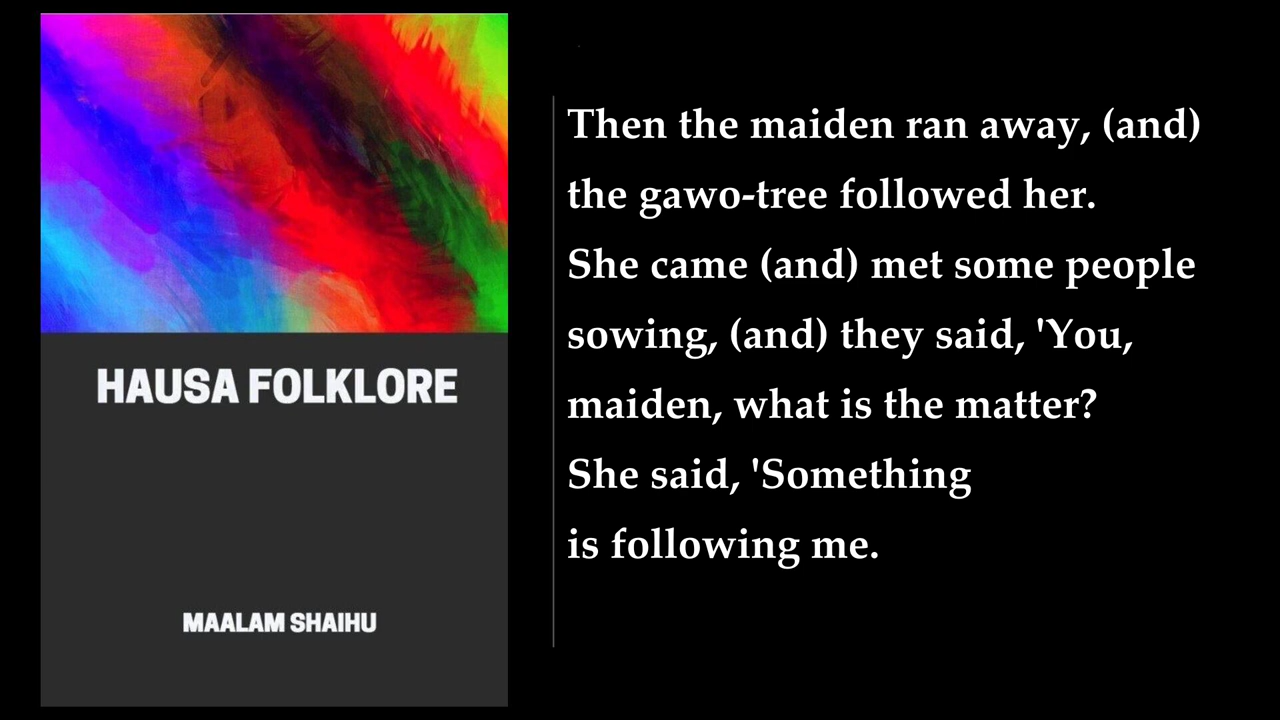 HAUSA FOLKLORE
MAALAM SHAIHU
Then the maiden ran away, (and)
the gawo-tree followed her.
She came (and) met some people
sowing, (and) they said, 'You,
maiden, what is the matter?
She said, 'Something
is following me.